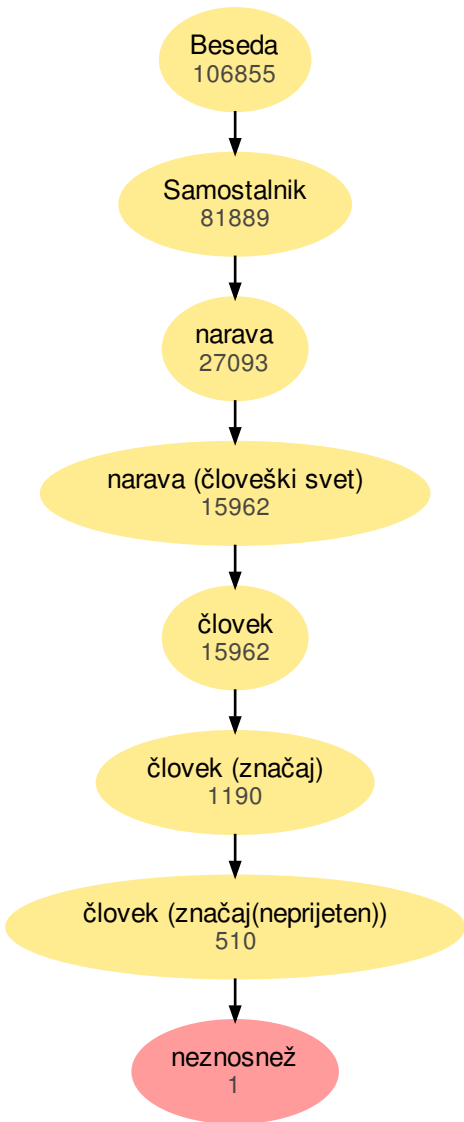 Beseda
106855
Samostalnik
81889
narava
27093
narava (človeški svet)
15962
človek
15962
človek (značaj)
1190
človek (značaj(neprijeten))
510
neznosnež
1